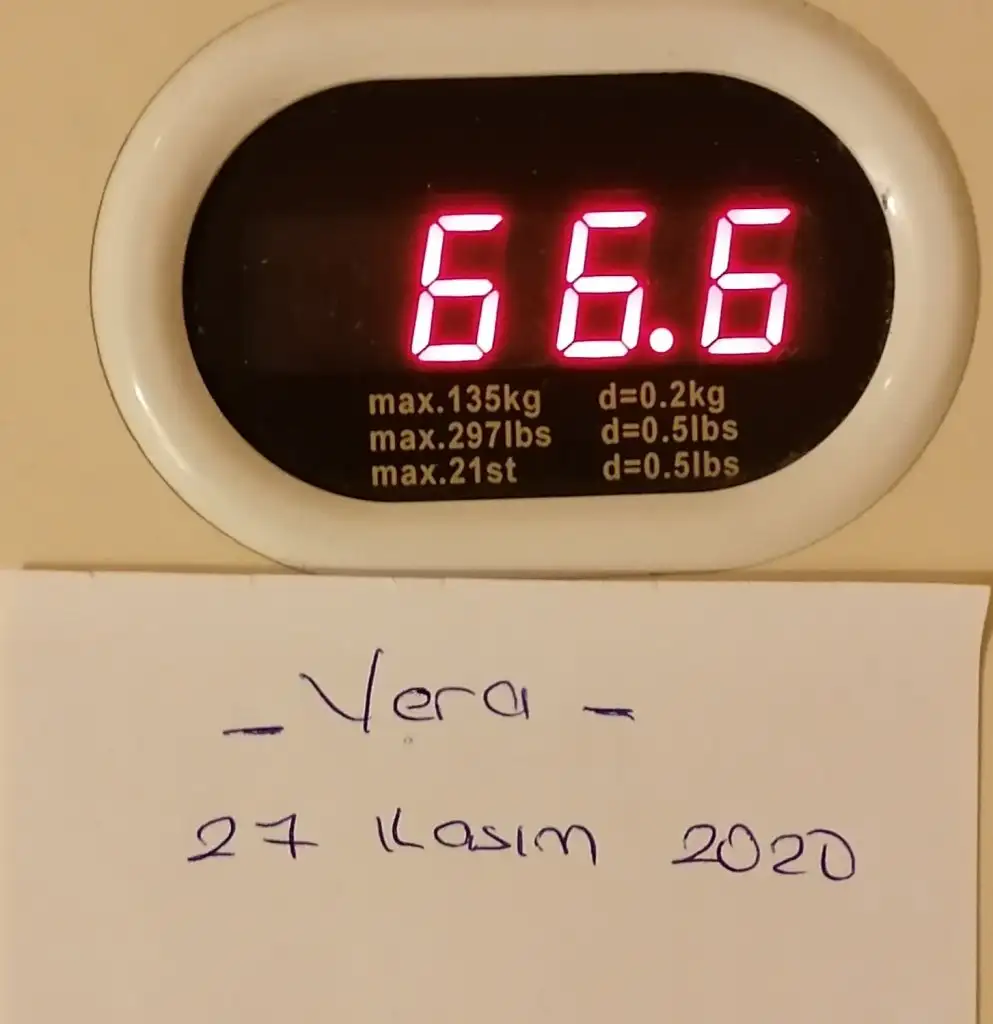 66.6
max.135kg d=0.2kg
max.297lbs d=0.5lbs
max.21st d=0.5lbs
- Vera -
27 Kasım 2020